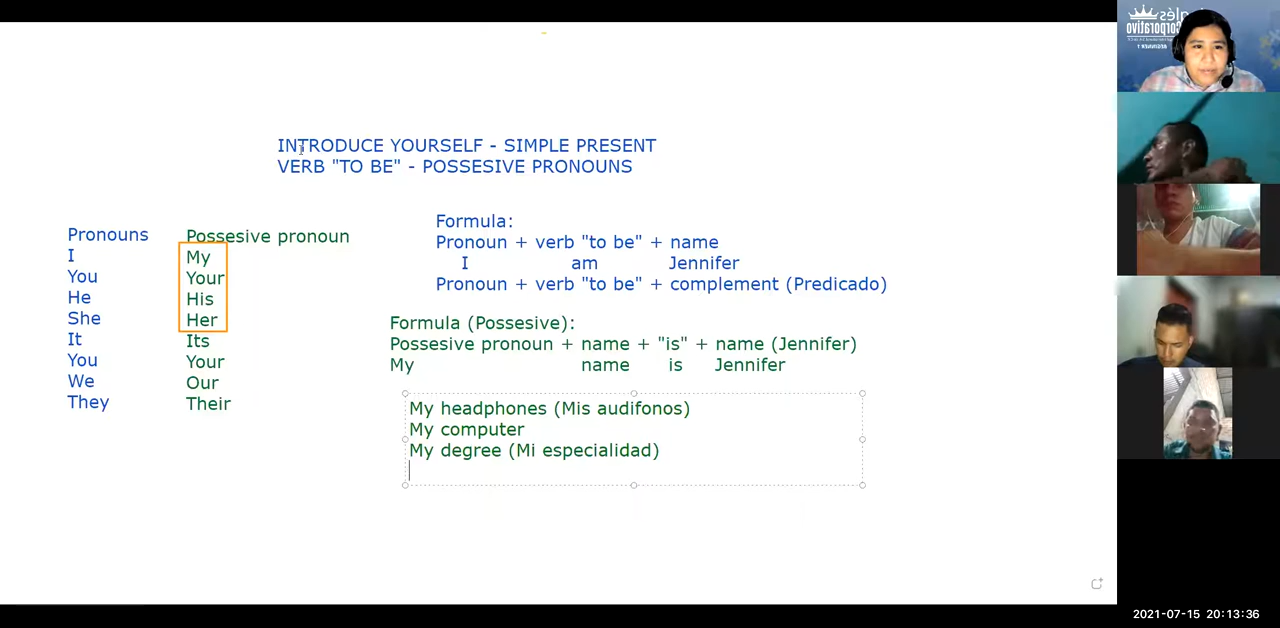 INTRODUCE YOURSELF - SIMPLE PRESENT
VERB "TO BE" - POSSESIVE PRONOUNS
Pronouns
I
You
He
She
It
You
We
They
Possesive pronoun
My
Your
His
Her
Its
Your
Our
Their
Formula:
Pronoun + verb "to be" + name
I am Jennifer
Pronoun + verb "to be" + complement (Predicado)
Formula (Possesive):
Possesive pronoun + name + "is" + name (Jennifer)
My name is Jennifer
My headphones (Mis audifonos)
My computer
My degree (Mi especialidad)
2021-07-15 20:13:36